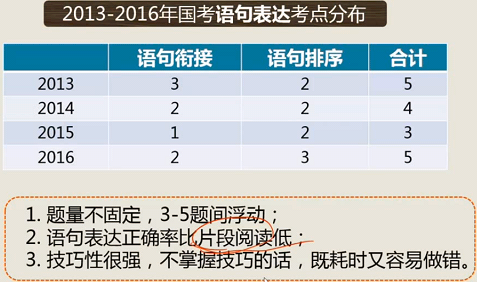 2013-2016年国考语句表达考点分布
语句衔接 语句排序 合计
2013 3 2 5
2014 2 2 4
2015 1 2 3
2016 2 3 5
1. 题量不固定，3-5题间浮动；
2. 语句表达正确率比片段阅读低；
3. 技巧性很强，不掌握技巧的话，既耗时又容易做错。